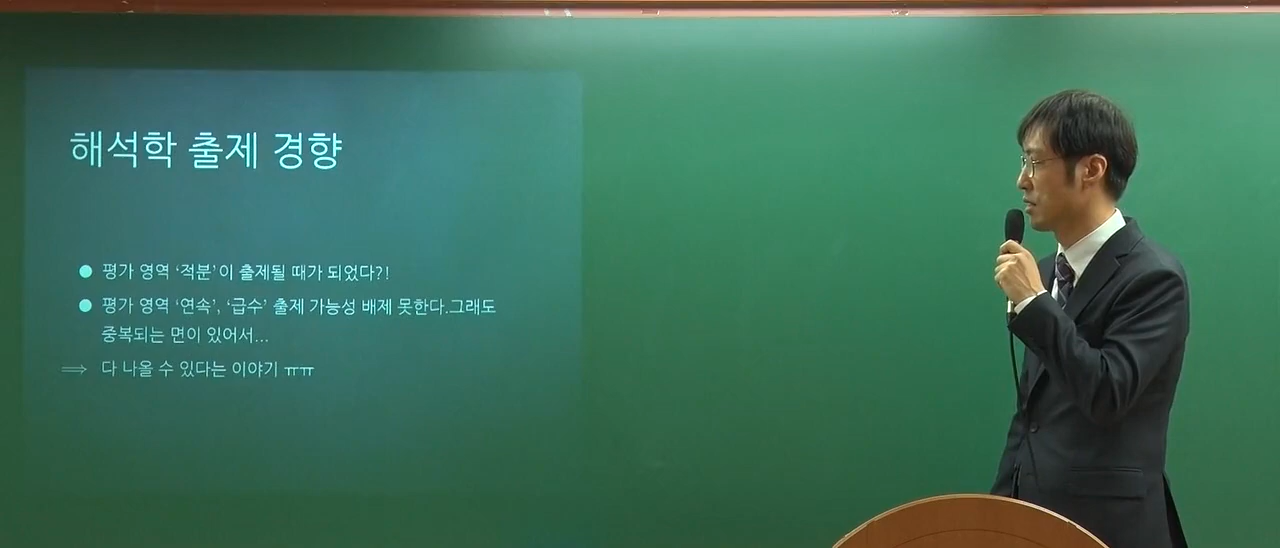 해석학 출제 경향
● 평가 영역 ‘적분’이 출제될 때가 되었다?!
● 평가 영역 ‘연속’, ‘급수’ 출제 가능성 배제 못한다.그래도
중복되는 면이 있어서...
⟹ 다 나올 수 있다는 이야기 ㅠㅠ